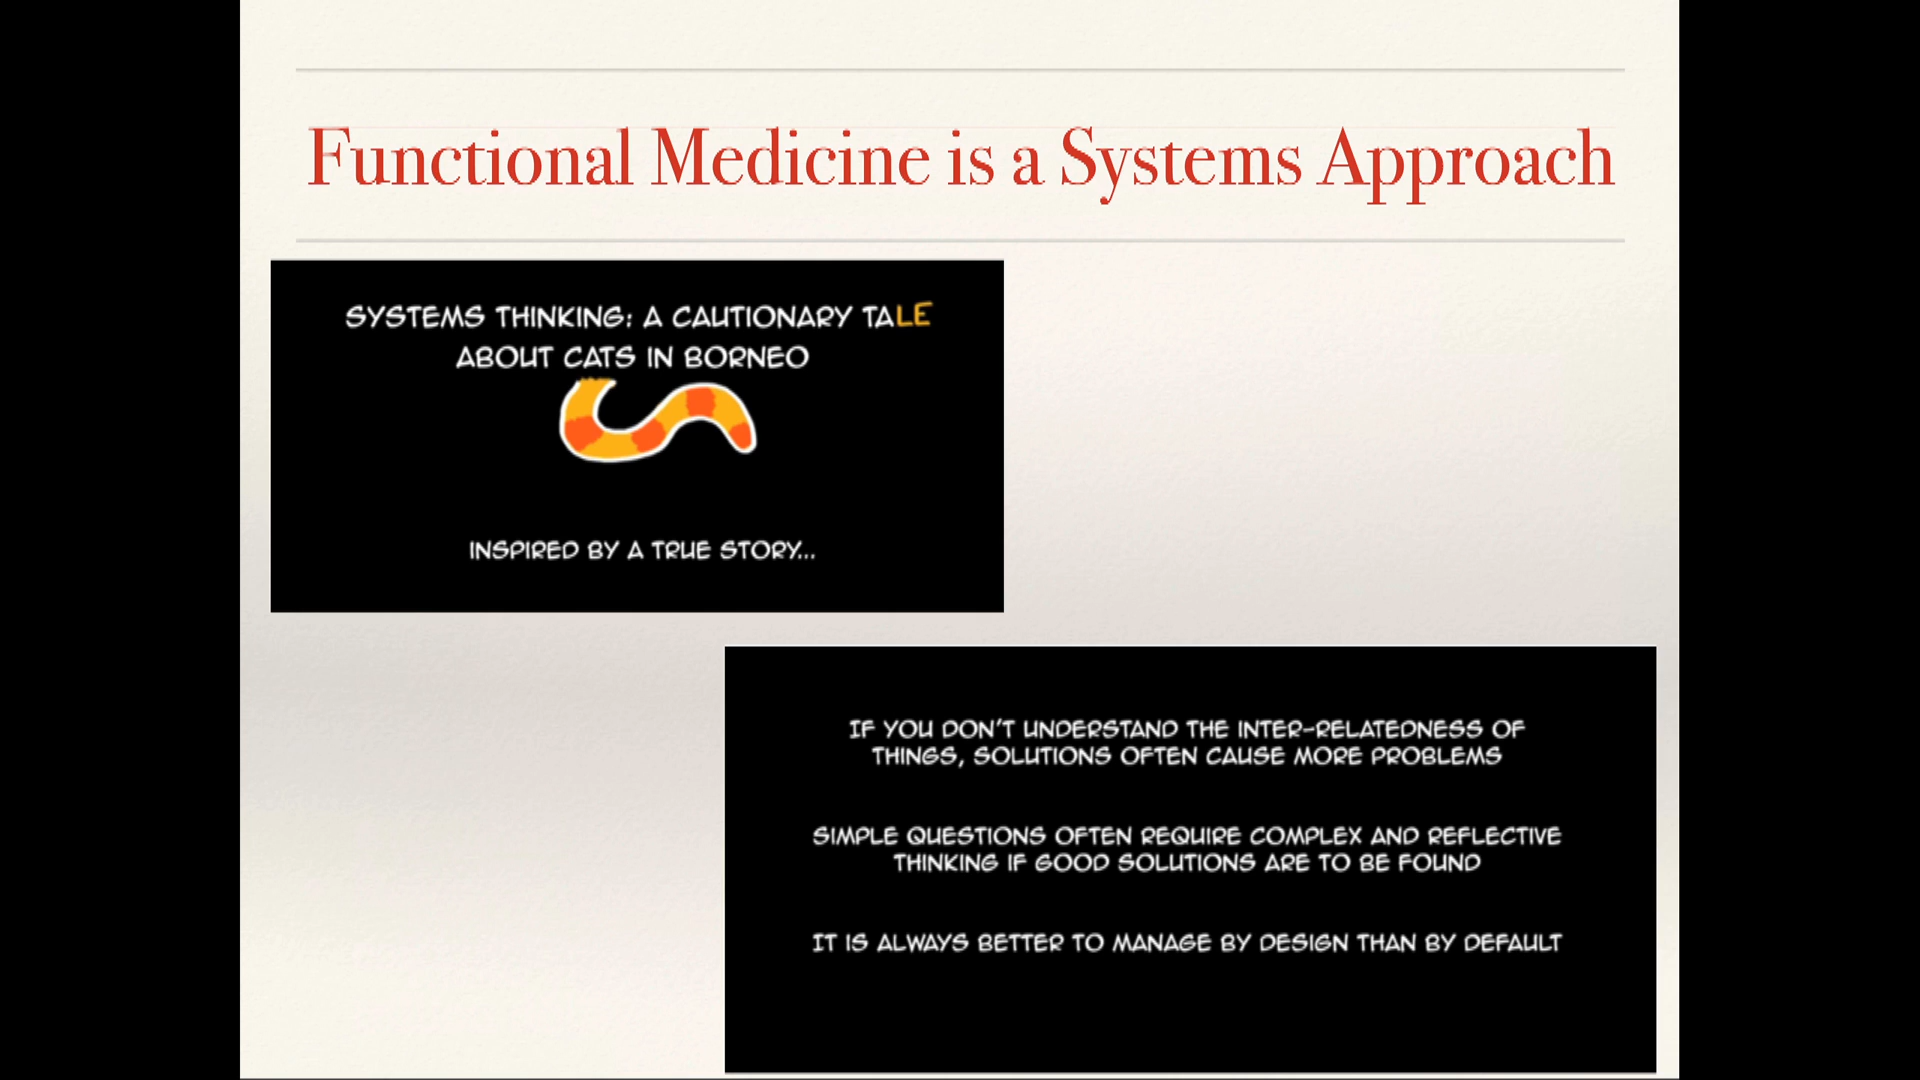 Functional Medicine is a Systems Approach
SYSTEMS THINKING: A CAUTIONARY TALE
ABOUT CATS IN BORNEO
INSPIRED BY A TRUE STORY...
IF YOU DON'T UNDERSTAND THE INTER-RELATEDNESS OF
THINGS, SOLUTIONS OFTEN CAUSE MORE PROBLEMS
SIMPLE QUESTIONS OFTEN REQUIRE COMPLEX AND REFLECTIVE
THINKING IF GOOD SOLUTIONS ARE TO BE FOUND
IT IS ALWAYS BETTER TO MANAGE BY DESIGN THAN BY DEFAULT